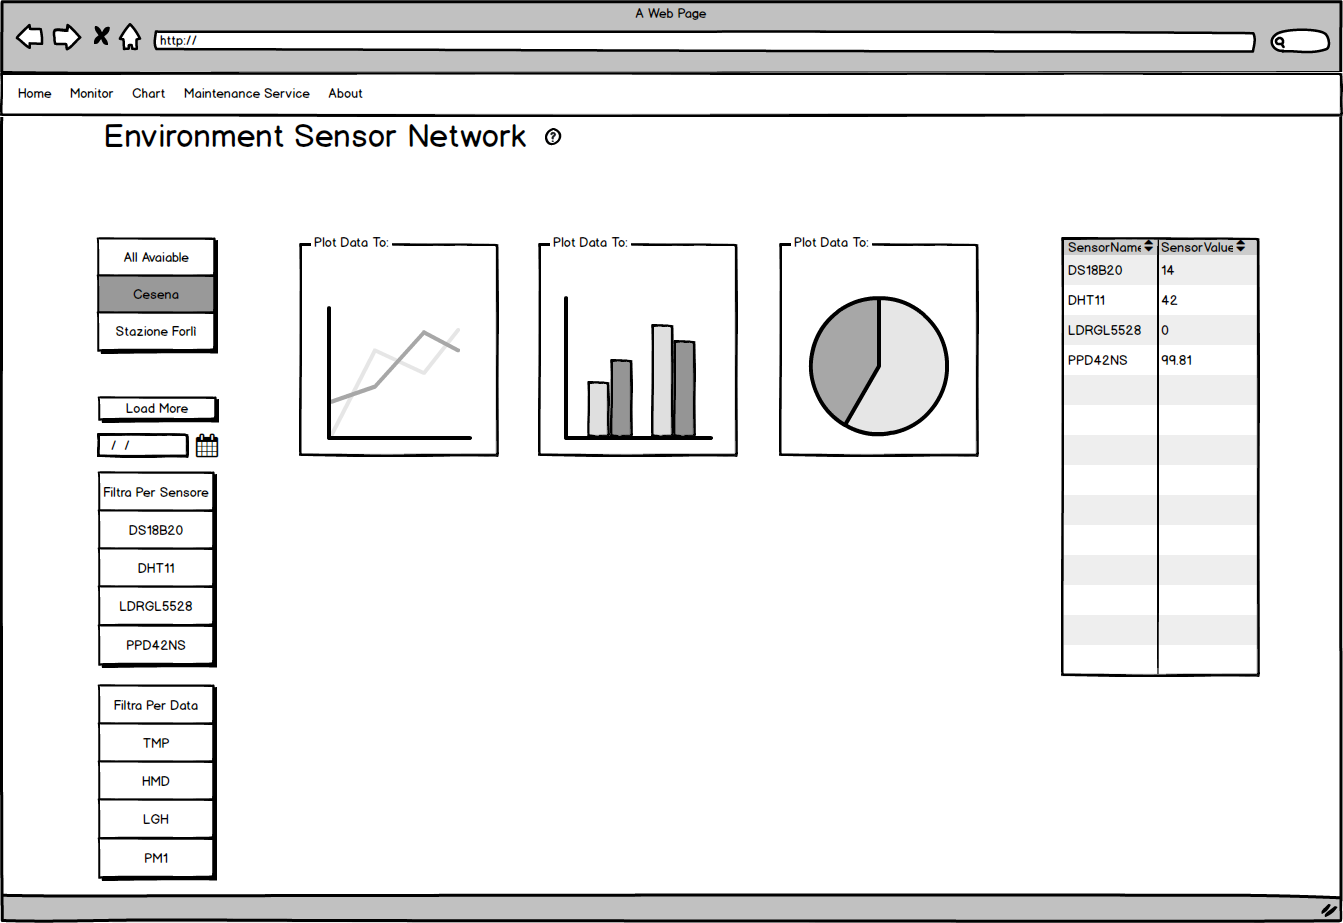 A Web Page
http://
Home Monitor Chart Maintenance Service About
Environment Sensor Network ?
All Avaiable
Cesena
Stazione Forlì
Load More
/ /
Filtra Per Sensore
DS18B20
DHT11
LDRGL5528
PPD42NS
Filtra Per Data
TMP
HMD
LGH
PM1
Plot Data To:
Plot Data To:
Plot Data To:
SensorName SensorValue
DS18B20 14
DHT11 42
LDRGL5528 0
PPD42NS 99.81